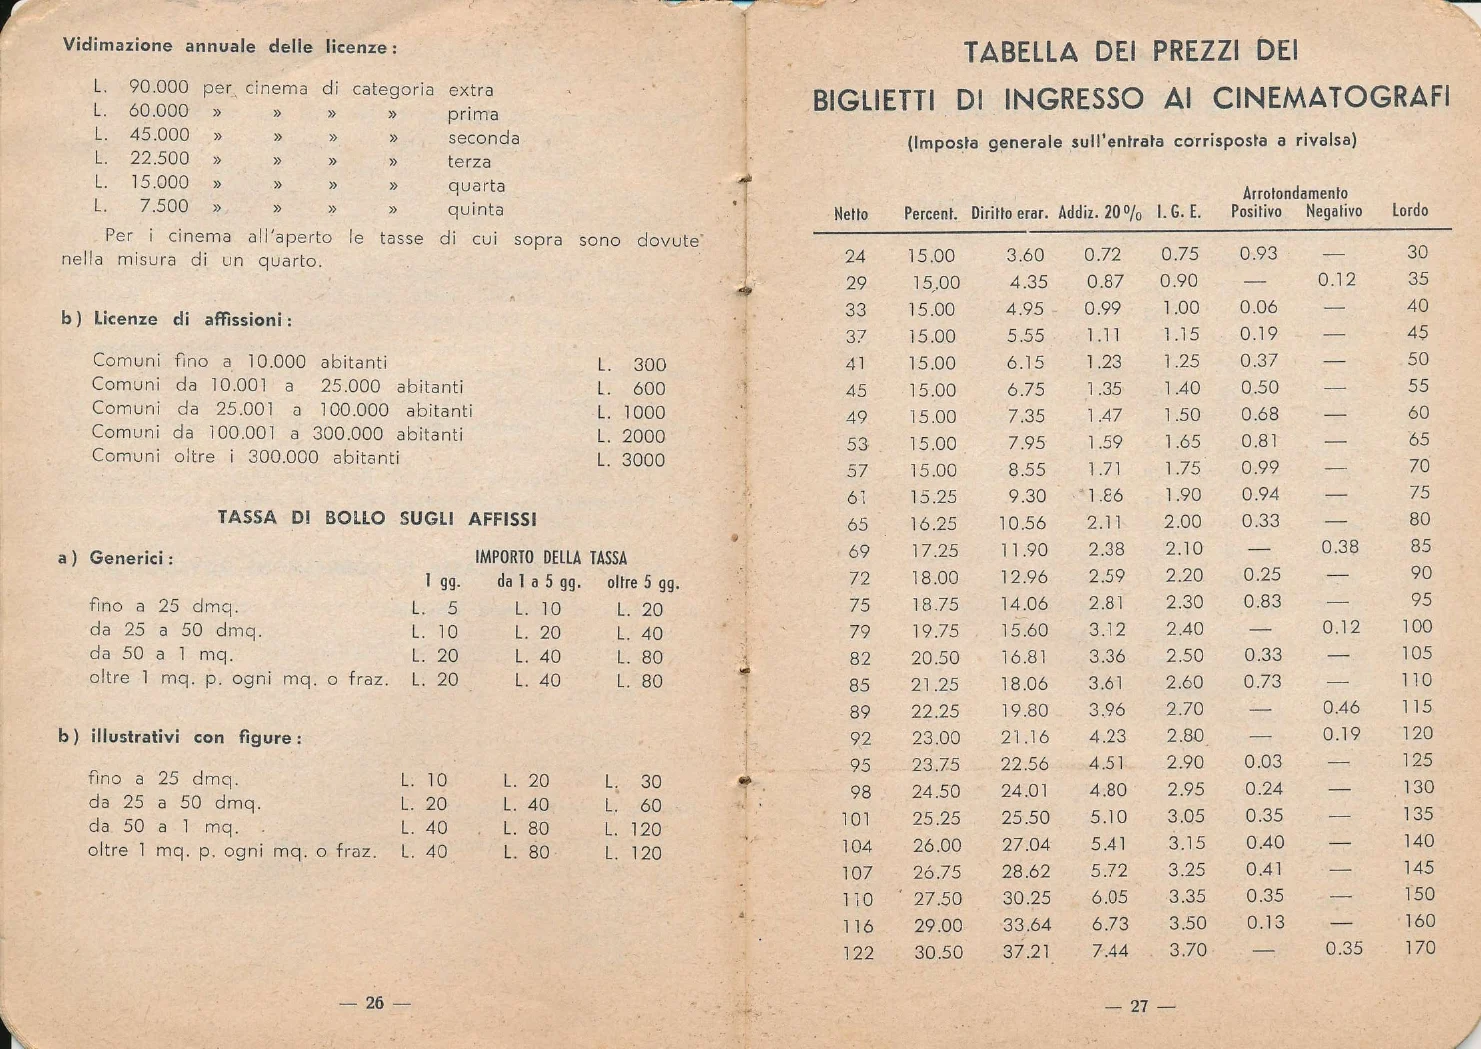 Vidimazione annuale delle licenze :
L. 90.000 per cinema di categoria extra
L. 60.000 » » » » prima
L. 45.000 » » » » seconda
L. 22.500 » » » » terza
L. 15.000 » » » » quarta
L. 7.500 » » » » quinta
Per i cinema all'aperto le tasse di cui sopra sono dovute
nella misura di un quarto.
b) Licenze di affissioni :
Comuni fino a 10.000 abitanti L. 300
Comuni da 10.001 a 25.000 abitanti L. 600
Comuni da 25.001 a 100.000 abitanti L. 1000
Comuni da 100.001 a 300.000 abitanti L. 2000
Comuni oltre i 300.000 abitanti L. 3000
TASSA DI BOLLO SUGLI AFFISSI
a) Generici : IMPORTO DELLA TASSA
1 gg. da 1 a 5 gg. oltre 5 gg.
fino a 25 dmq. L. 5 L. 10 L. 20
da 25 a 50 dmq. L. 10 L. 20 L. 40
da 50 a 1 mq. L. 20 L. 40 L. 80
oltre 1 mq. p. ogni mq. o fraz. L. 20 L. 40 L. 80
b) illustrativi con figure :
fino a 25 dmq. L. 10 L. 20 L. 30
da 25 a 50 dmq. L. 20 L. 40 L. 60
da 50 a 1 mq. L. 40 L. 80 L. 120
oltre 1 mq. p. ogni mq. o fraz. L. 40 L. 80 L. 120
— 26 —
TABELLA DEI PREZZI DEI
BIGLIETTI DI INGRESSO AI CINEMATOGRAFI
(Imposta generale sull'entrata corrisposta a rivalsa)
Arrotondamento
Netto Percent. Diritto erar. Addiz. 20% I. G. E. Positivo Negativo Lordo
24 15.00 3.60 0.72 0.75 0.93 — 30
29 15,00 4.35 0.87 0.90 — 0.12 35
33 15.00 4.95 0.99 1.00 0.06 — 40
37 15.00 5.55 1.11 1.15 0.19 — 45
41 15.00 6.15 1.23 1.25 0.37 — 50
45 15.00 6.75 1.35 1.40 0.50 — 55
49 15.00 7.35 1.47 1.50 0.68 — 60
53 15.00 7.95 1.59 1.65 0.81 — 65
57 15.00 8.55 1.71 1.75 0.99 — 70
61 15.25 9.30 1.86 1.90 0.94 — 75
65 16.25 10.56 2.11 2.00 0.33 — 80
69 17.25 11.90 2.38 2.10 — 0.38 85
72 18.00 12.96 2.59 2.20 0.25 — 90
75 18.75 14.06 2.81 2.30 0.83 — 95
79 19.75 15.60 3.12 2.40 — 0.12 100
82 20.50 16.81 3.36 2.50 0.33 — 105
85 21.25 18.06 3.61 2.60 0.73 — 110
89 22.25 19.80 3.96 2.70 — 0.46 115
92 23.00 21.16 4.23 2.80 — 0.19 120
95 23.75 22.56 4.51 2.90 0.03 — 125
98 24.50 24.01 4.80 2.95 0.24 — 130
101 25.25 25.50 5.10 3.05 0.35 — 135
104 26.00 27.04 5.41 3.15 0.40 — 140
107 26.75 28.62 5.72 3.25 0.41 — 145
110 27.50 30.25 6.05 3.35 0.35 — 150
116 29.00 33.64 6.73 3.50 0.13 — 160
122 30.50 37.21 7.44 3.70 — 0.35 170
— 27 —